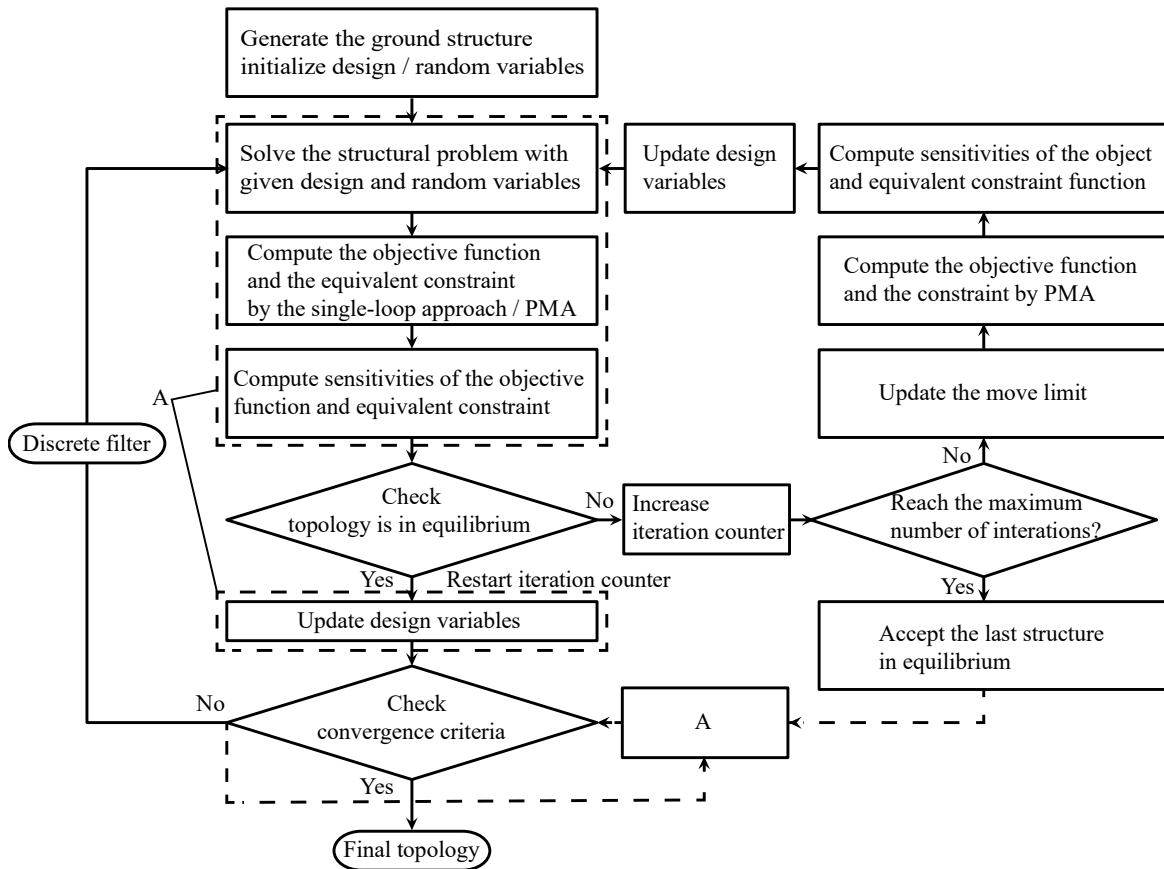 Generate the ground structure
initialize design / random variables
Solve the structural problem with
given design and random variables
Update design
variables
Compute sensitivities of the object
and equivalent constraint function
Compute the objective function
and the equivalent constraint
by the single-loop approach / PMA
Compute the objective function
and the constraint by PMA
Compute sensitivities of the objective
function and equivalent constraint
Update the move limit
A
Discrete filter
Check
topology is in equilibrium
No
Increase
iteration counter
No
Reach the maximum
number of interations?
Yes
Restart iteration counter
Yes
Update design variables
Accept the last structure
in equilibrium
No
Check
convergence criteria
A
Yes
Final topology